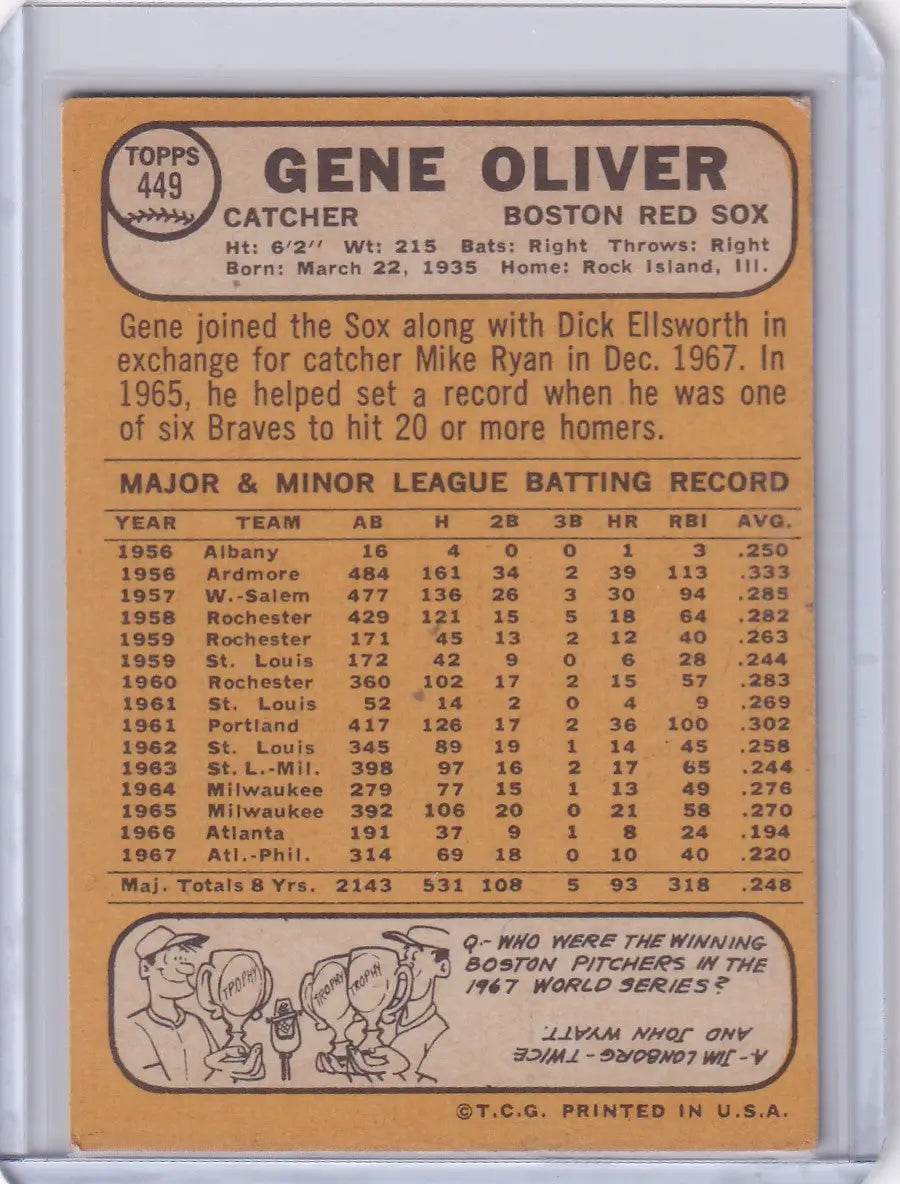 TOPPS
449
GENE OLIVER
CATCHER BOSTON RED SOX
Ht: 6'2" Wt: 215 Bats: Right Throws: Right
Born: March 22, 1935 Home: Rock Island, Ill.
Gene joined the Sox along with Dick Ellsworth in
exchange for catcher Mike Ryan in Dec. 1967. In
1965, he helped set a record when he was one
of six Braves to hit 20 or more homers.
MAJOR & MINOR LEAGUE BATTING RECORD
YEAR TEAM AB H 2B 3B HR RBI AVG.
1956 Albany 16 4 0 0 1 3 .250
1956 Ardmore 484 161 34 2 39 113 .333
1957 W.-Salem 477 136 26 3 30 94 .285
1958 Rochester 429 121 15 5 18 64 .282
1959 Rochester 171 45 13 2 12 40 .263
1959 St. Louis 172 42 9 0 6 28 .244
1960 Rochester 360 102 17 2 15 57 .283
1961 St. Louis 52 14 2 0 4 9 .269
1961 Portland 417 126 17 2 36 100 .302
1962 St. Louis 345 89 19 1 14 45 .258
1963 St. L.-Mil. 398 97 16 2 17 65 .244
1964 Milwaukee 279 77 15 1 13 49 .276
1965 Milwaukee 392 106 20 0 21 58 .270
1966 Atlanta 191 37 9 1 8 24 .194
1967 Atl.-Phil. 314 69 18 0 10 40 .220
Maj. Totals 8 Yrs. 2143 531 108 5 93 318 .248
TROPHY
TROPHY
TROPHY
Q.- WHO WERE THE WINNING
BOSTON PITCHERS IN THE
1967 WORLD SERIES?
A- JIM LONBORG - TWICE
AND JOHN WYATT.
©T.C.G. PRINTED IN U.S.A.